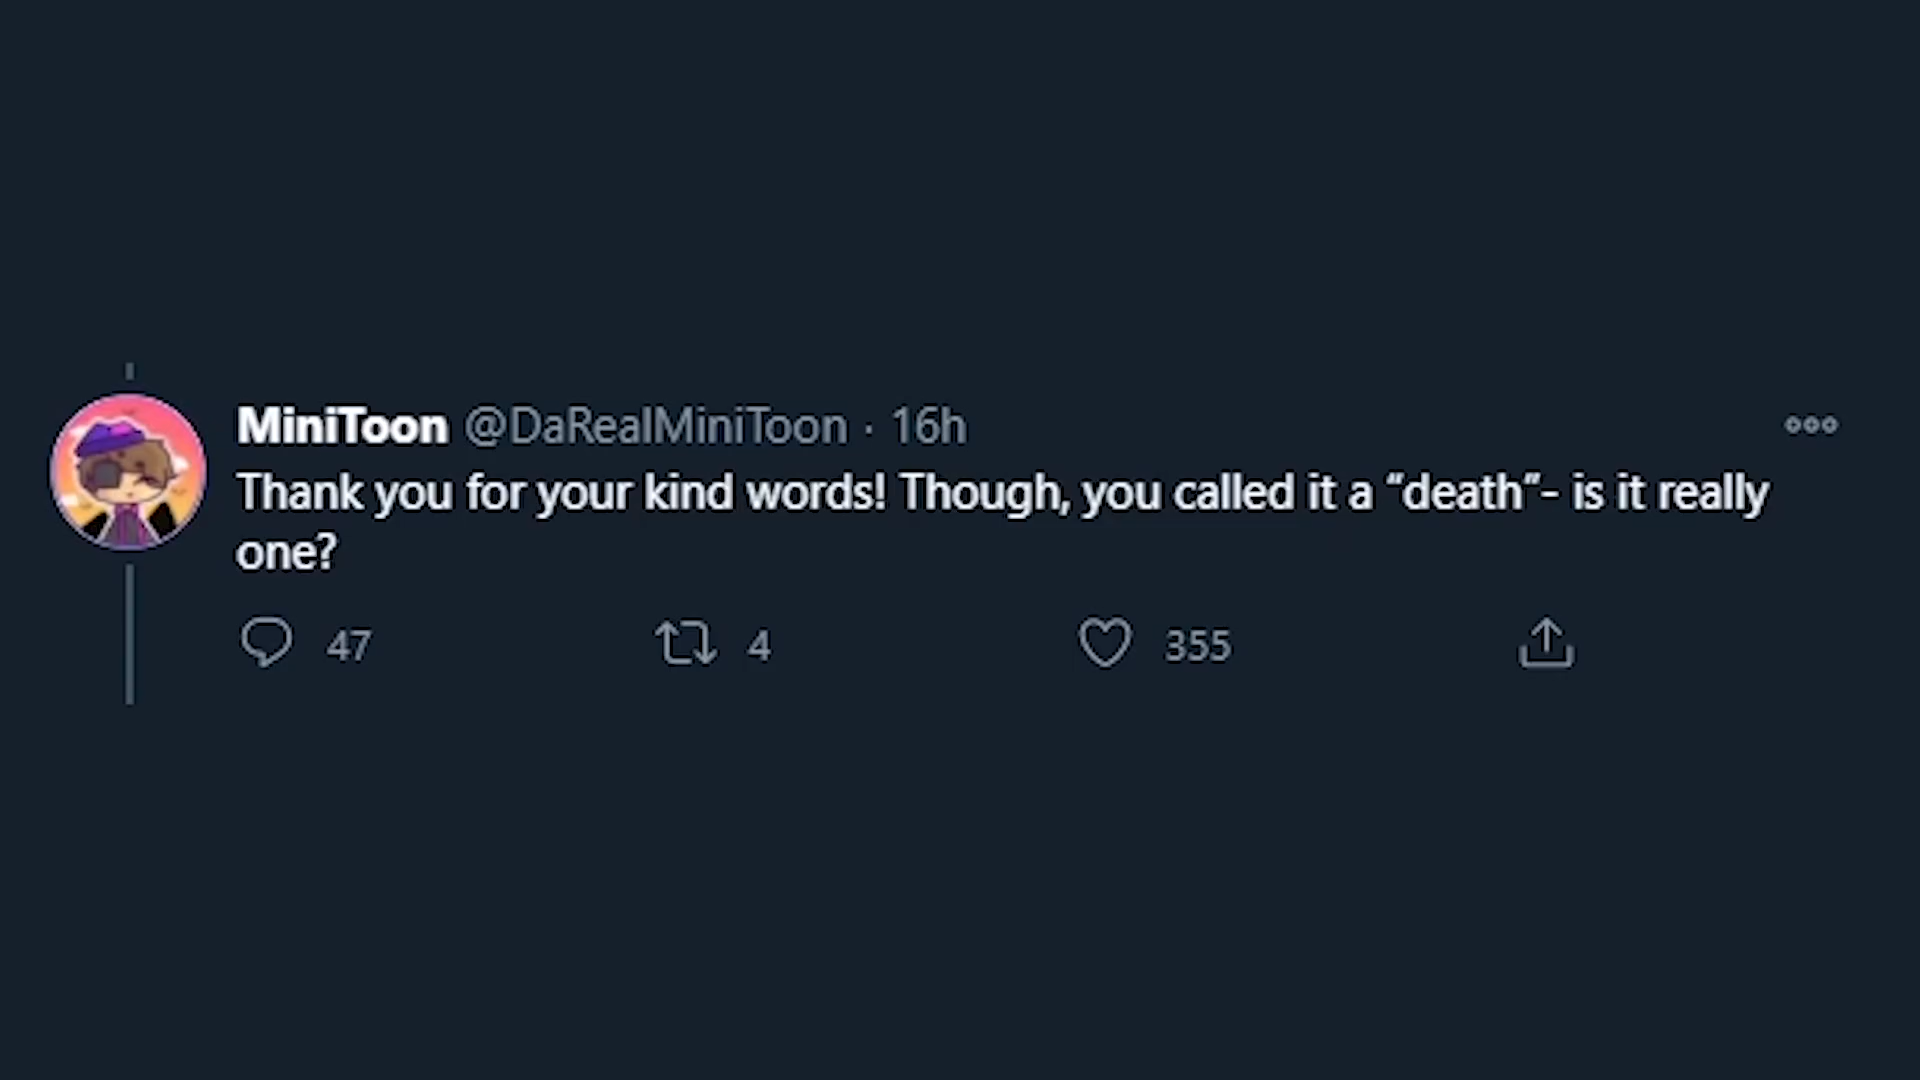 MiniToon @DaRealMiniToon · 16h
Thank you for your kind words! Though, you called it a “death”- is it really
one?
47 4 355